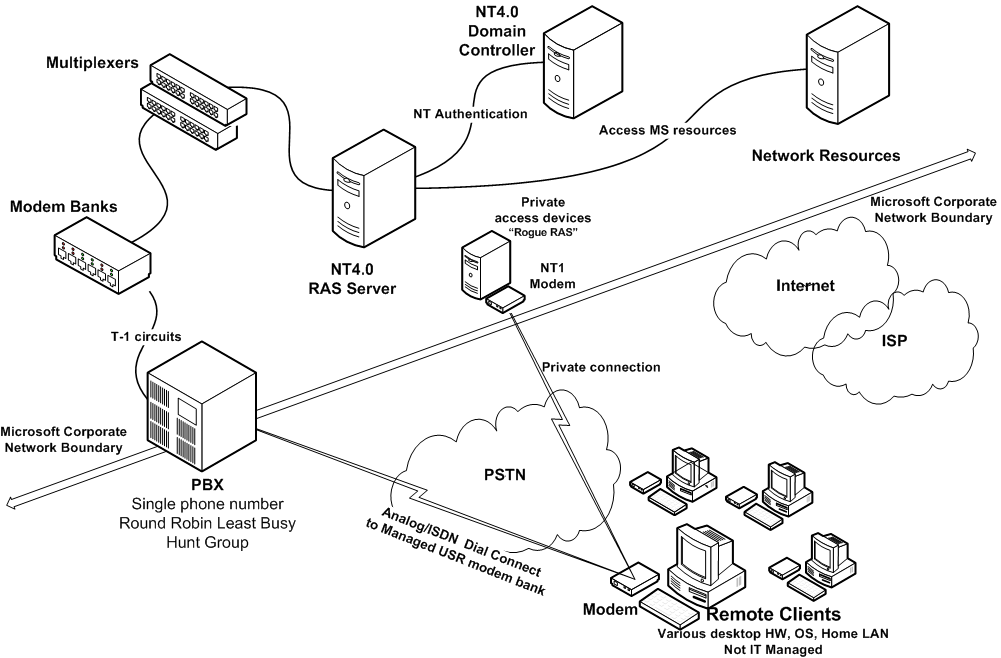 NT4.0
Domain
Controller
Multiplexers
NT Authentication
Access MS resources
Network Resources
Modem Banks
Private
access devices
“Rogue RAS”
Microsoft Corporate
Network Boundary
NT4.0
RAS Server
NT1
Modem
Internet
T-1 circuits
ISP
Private connection
Microsoft Corporate
Network Boundary
PSTN
PBX
Single phone number
Round Robin Least Busy
Hunt Group
Analog/ISDN Dial Connect
to Managed USR modem bank
Modem
Remote Clients
Various desktop HW, OS, Home LAN
Not IT Managed